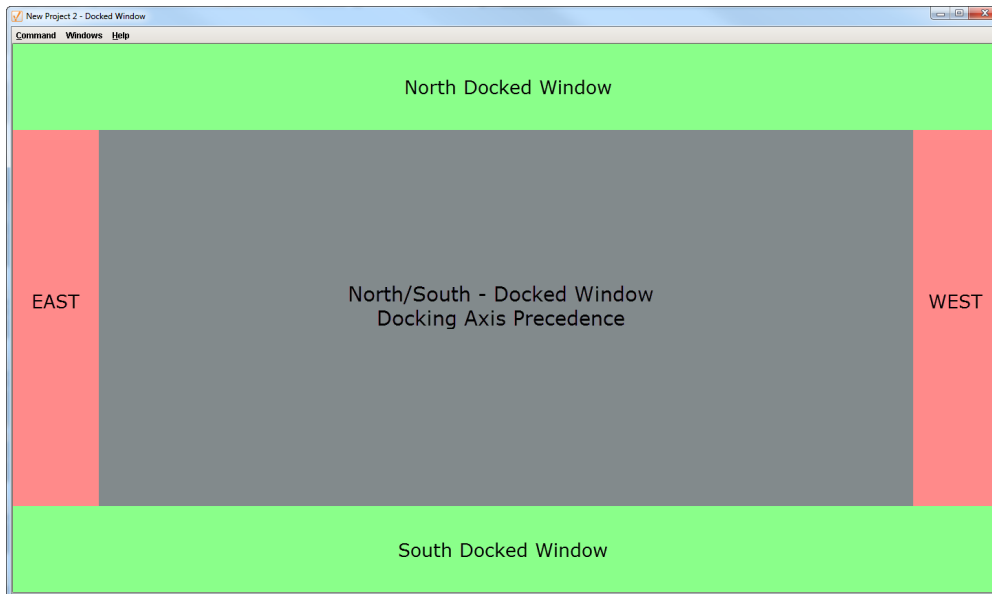 New Project 2 - Docked Window
Command Windows Help
North Docked Window
EAST
North/South - Docked Window
Docking Axis Precedence
WEST
South Docked Window